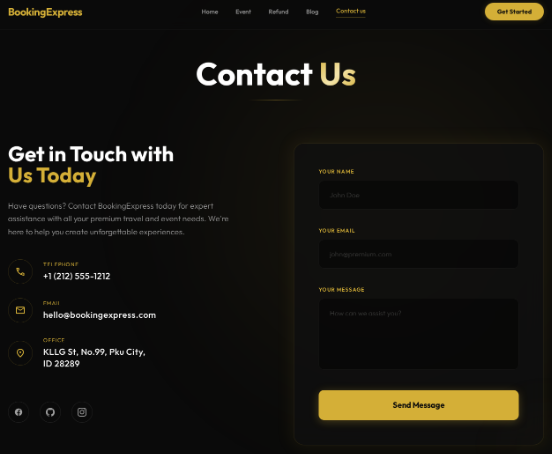 BookingExpress
Home
Event
Refund
Blog
Contact us
Get Started
Contact Us
Get in Touch with
Us Today
Have questions? Contact BookingExpress today for expert
assistance with all your premium travel and event needs. We're
here to help you create unforgettable experiences.
TELEPHONE
+1 (212) 555-1212
EMAIL
hello@bookingexpress.com
OFFICE
KLLG St, No.99, Pku City,
ID 28289
YOUR NAME
John Doe
YOUR EMAIL
john@premium.com
YOUR MESSAGE
How can we assist you?
Send Message